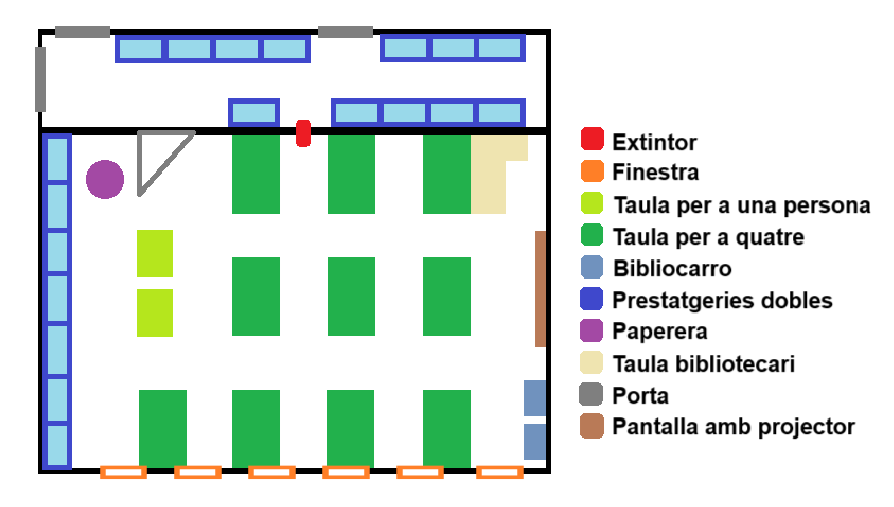 Extintor
Finestra
Taula per a una persona
Taula per a quatre
Bibliocarro
Prestatgeries dobles
Paperera
Taula bibliotecari
Porta
Pantalla amb projector